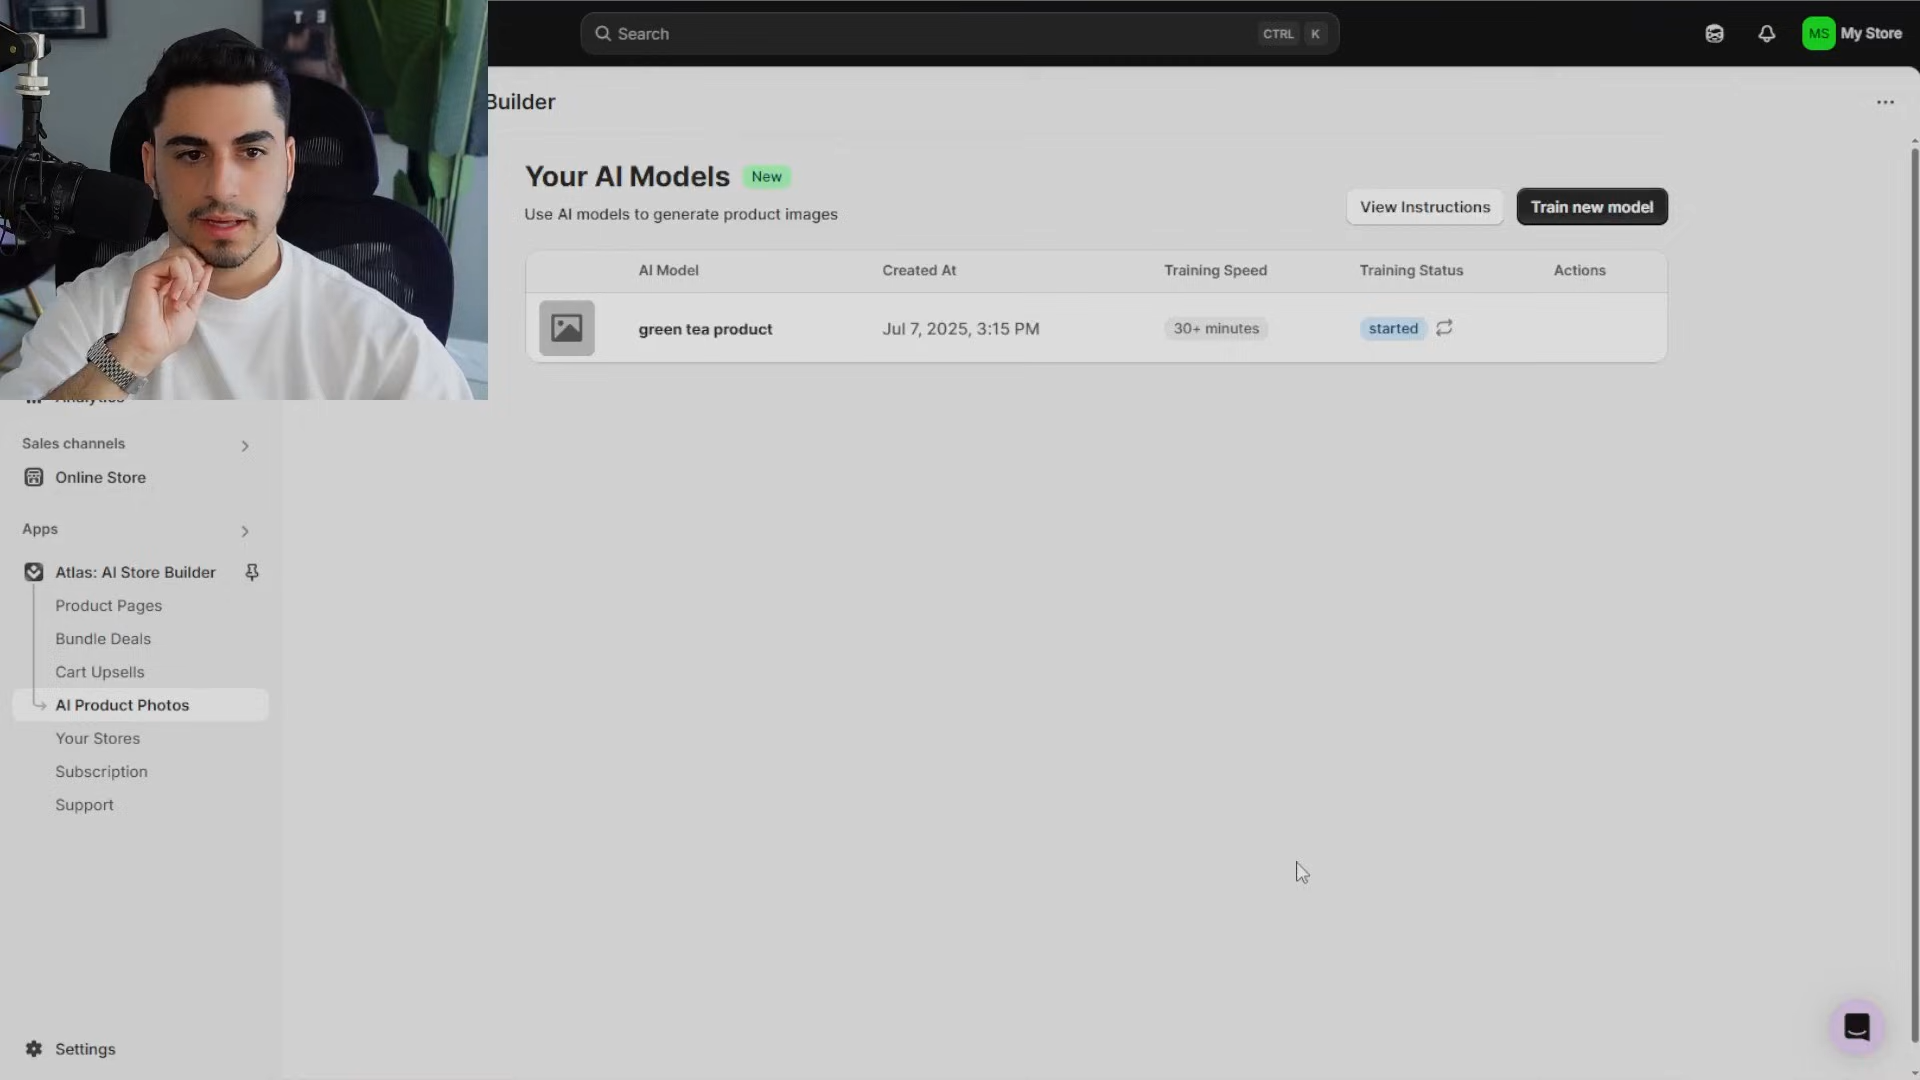 Search
CTRL K
MS My Store
Builder
Your AI Models New
Use AI models to generate product images
View Instructions
Train new model
AI Model Created At Training Speed Training Status Actions
green tea product Jul 7, 2025, 3:15 PM 30+ minutes started
Analytics
Sales channels
Online Store
Apps
Atlas: AI Store Builder
Product Pages
Bundle Deals
Cart Upsells
AI Product Photos
Your Stores
Subscription
Support
Settings